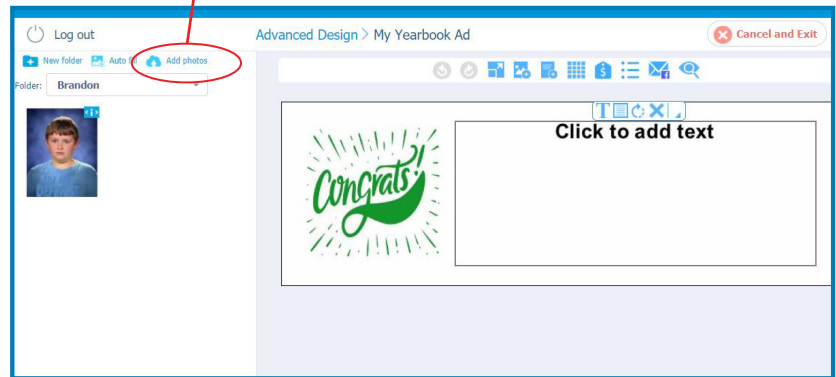 Log out
Advanced Design > My Yearbook Ad
Cancel and Exit
New folder Auto fill Add photos
Folder: Brandon
T
Click to add text
Congrats!